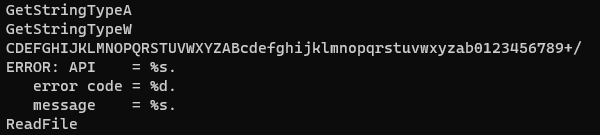 GetStringTypeA
GetStringTypeW
CDEFGHIJKLMNOPQRSTUVWXYZABcdefghijklmnopqrstuvwxyzab0123456789+/
ERROR: API    = %s.
   error code = %d.
   message    = %s.
ReadFile